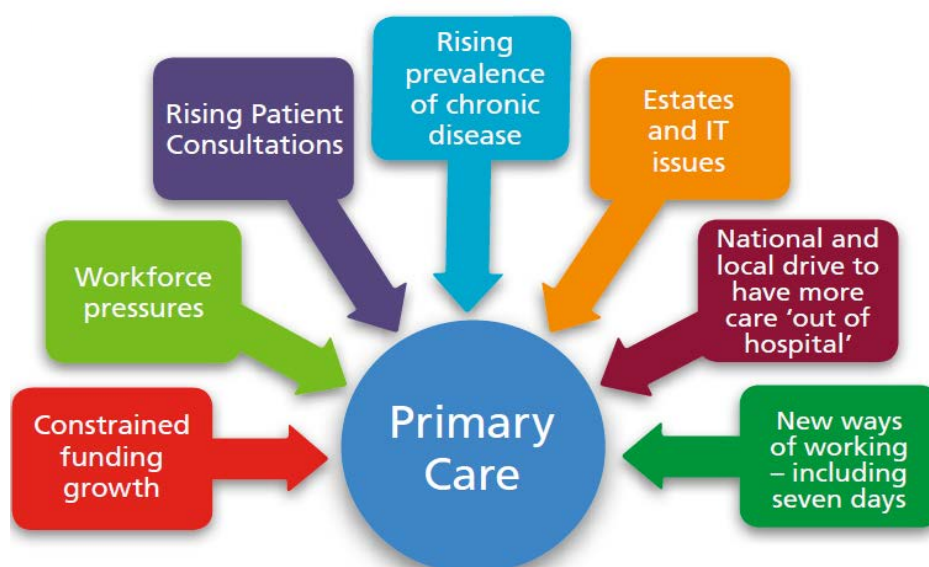 Constrained
funding
growth
Workforce
pressures
Rising Patient
Consultations
Rising
prevalence
of chronic
disease
Estates
and IT
issues
National and
local drive to
have more
care ‘out of
hospital’
New ways
of working
– including
seven days
Primary
Care